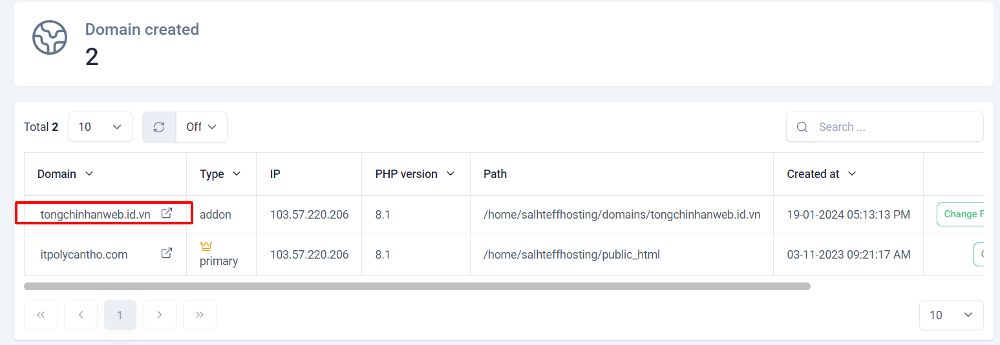 Domain created
2
Total 2 10 Off Search ...
Domain Type IP PHP version Path Created at
tongchinhanweb.id.vn addon 103.57.220.206 8.1 /home/salhteffhosting/domains/tongchinhanweb.id.vn 19-01-2024 05:13:13 PM Change
itpolycantho.com primary 103.57.220.206 8.1 /home/salhteffhosting/public_html 03-11-2023 09:21:17 AM
1 10